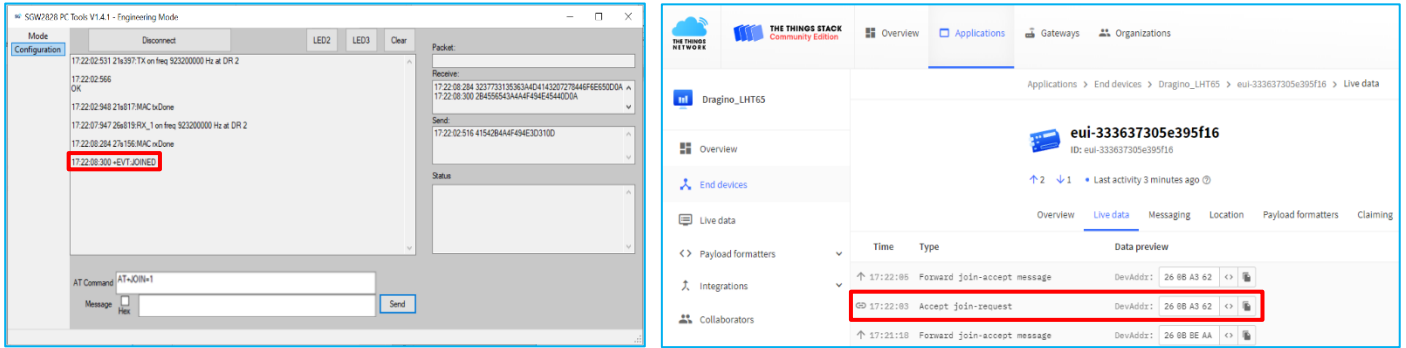 SGW2828 PC Tools V1.4.1 - Engineering Mode
Mode
Configuration
Disconnect
LED2
LED3
Clear
17:22:02:531 21s397:TX on freq 923200000 Hz at DR 2
17:22:02:566
OK
17:22:02:948 21s817:MAC txDone
17:22:07:947 26s819:RX_1 on freq 923200000 Hz at DR 2
17:22:08:284 27s156:MAC rxDone
17:22:08:300 +EVT:JOINED
Packet:
Receive:
17:22:08:284 3237733135363A4D4143207278446F6E650D0A
17:22:08:300 2B4556543A4A4F494E45440D0A
Send:
17:22:02:516 41542B4A4F494E3D310D
Status
AT Command
AT+JOIN=1
Message
Hex
Send
THE THINGS NETWORK
THE THINGS STACK
Community Edition
Overview
Applications
Gateways
Organizations
Dragino_LHT65
Overview
End devices
Live data
Payload formatters
Integrations
Collaborators
Applications > End devices > Dragino_LHT65 > eui-333637305e395f16 > Live data
eui-333637305e395f16
ID: eui-333637305e395f16
↑2 ↓1 • Last activity 3 minutes ago
Overview
Live data
Messaging
Location
Payload formatters
Claiming
Time Type Data preview
↑ 17:22:05 Forward join-accept message DevAddr: 26 0B A3 62 <>
17:22:03 Accept join-request DevAddr: 26 0B A3 62 <>
↑ 17:21:18 Forward join-accept message DevAddr: 26 0B BE AA <>